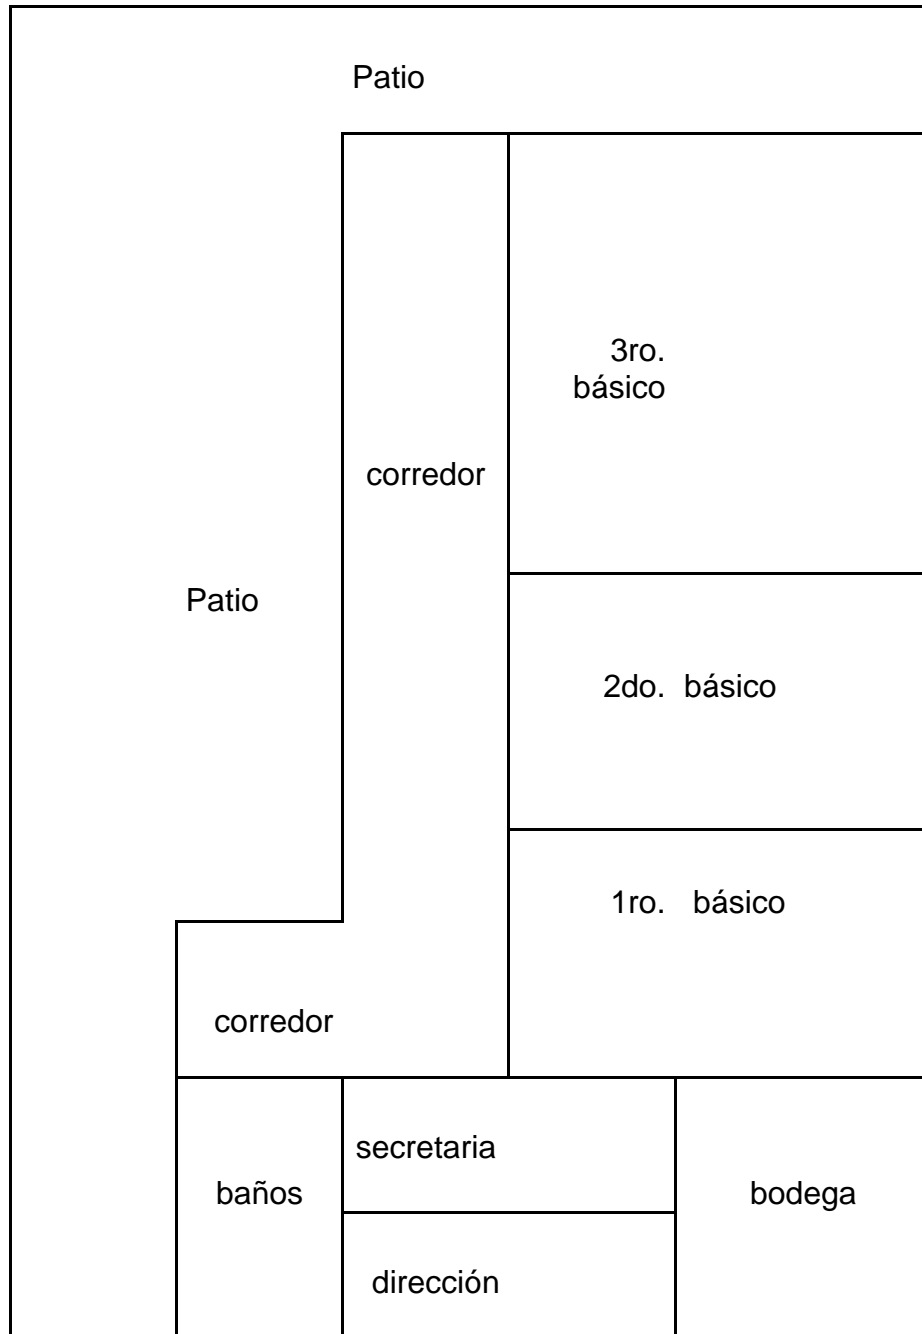 Patio
3ro.
básico
corredor
Patio
2do. básico
1ro. básico
corredor
secretaria
baños
bodega
dirección